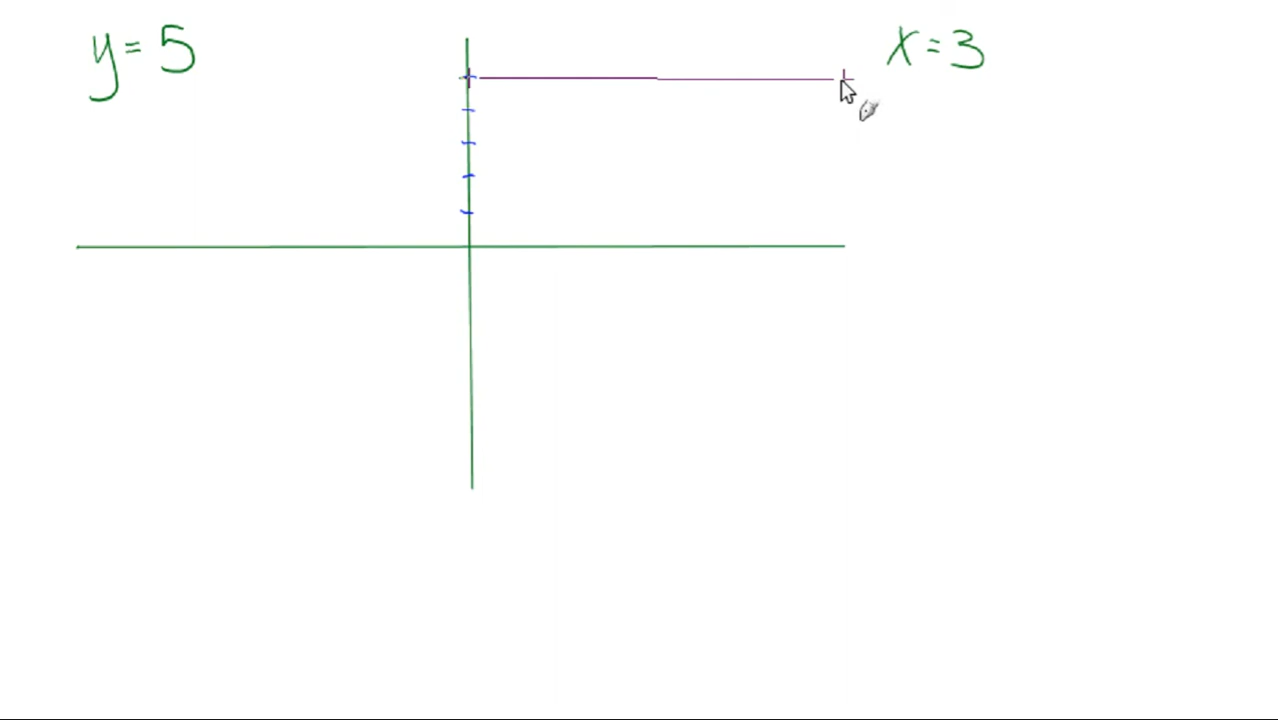 y = 5
x = 3